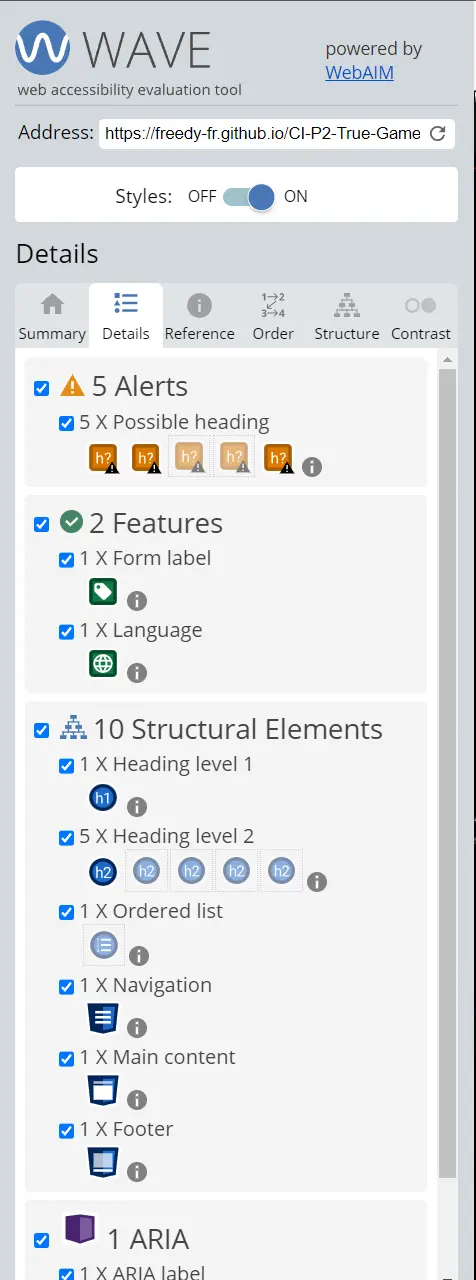 WAVE
web accessibility evaluation tool
powered by
WebAIM
Address: https://freedy-fr.github.io/CI-P2-True-Game
Styles: OFF ON
Details
Summary Details Reference Order Structure Contrast
5 Alerts
5 X Possible heading
h? h? h? h? h?
2 Features
1 X Form label
1 X Language
10 Structural Elements
1 X Heading level 1
h1
5 X Heading level 2
h2 h2 h2 h2 h2
1 X Ordered list
1 X Navigation
1 X Main content
1 X Footer
1 ARIA
1 X ARIA label